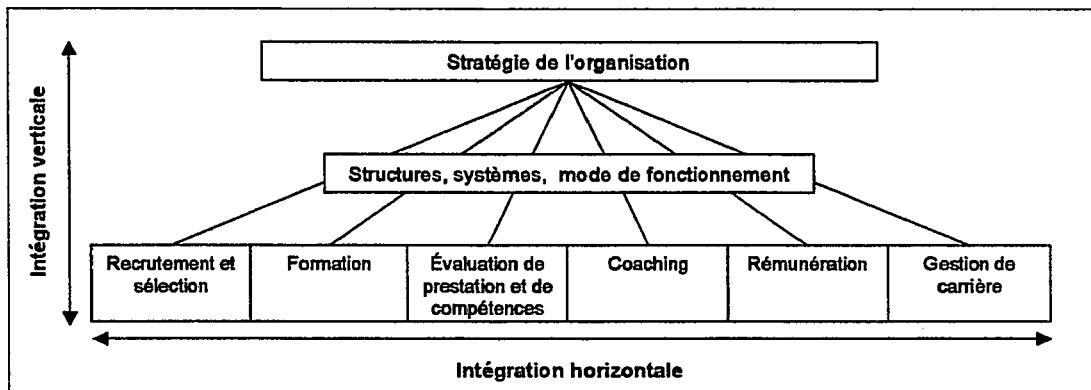 Stratégie de l'organisation
Intégration verticale
Structures, systèmes, mode de fonctionnement
Recrutement et
sélection
Formation
Évaluation de
prestation et de
compétences
Coaching
Rémunération
Gestion de
carrière
Intégration horizontale